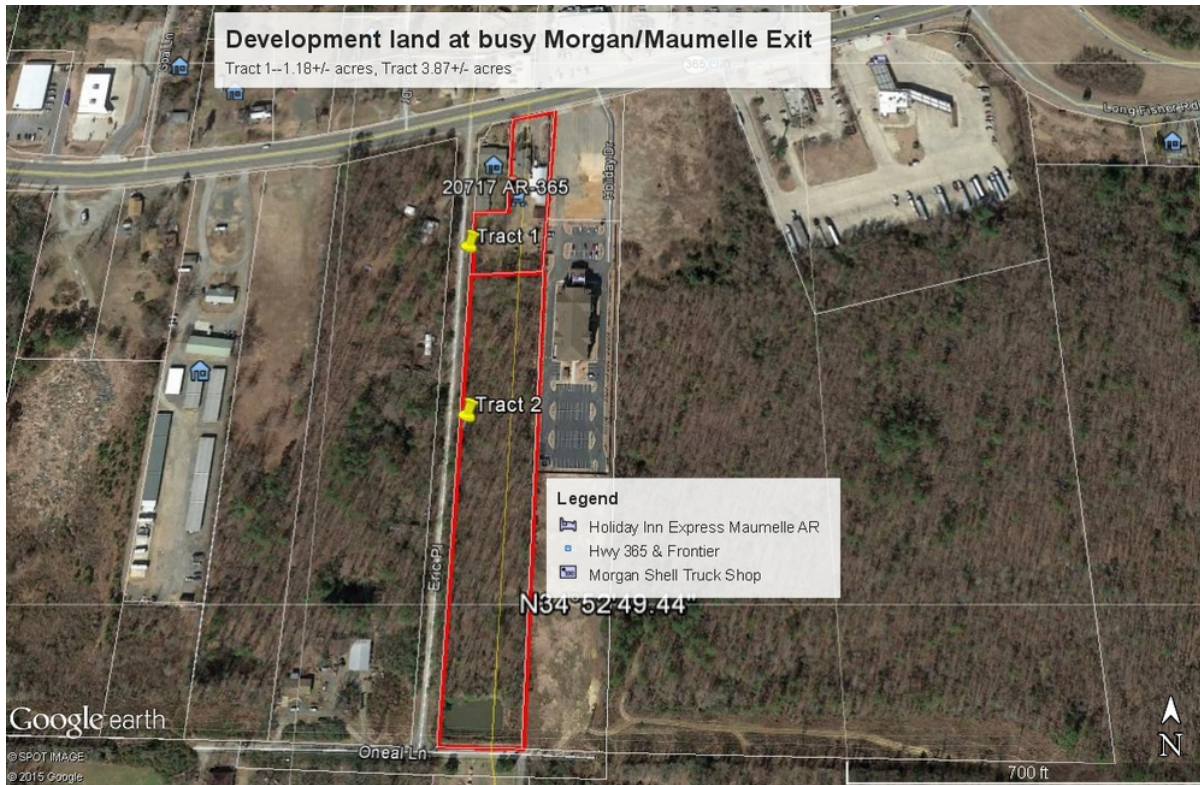 Development land at busy Morgan/Maumelle Exit
Tract 1--1.18+/- acres, Tract 3.87+/- acres
365
Long Fisher Rd
Holiday Dr
20717 AR-365
Tract 1
Tract 2
Legend
Holiday Inn Express Maumelle AR
Hwy 365 & Frontier
Morgan Shell Truck Shop
Eric Pl
N34°52'49.44"
Google earth
Oneal Ln
N
© SPOT IMAGE
© 2015 Google
700 ft